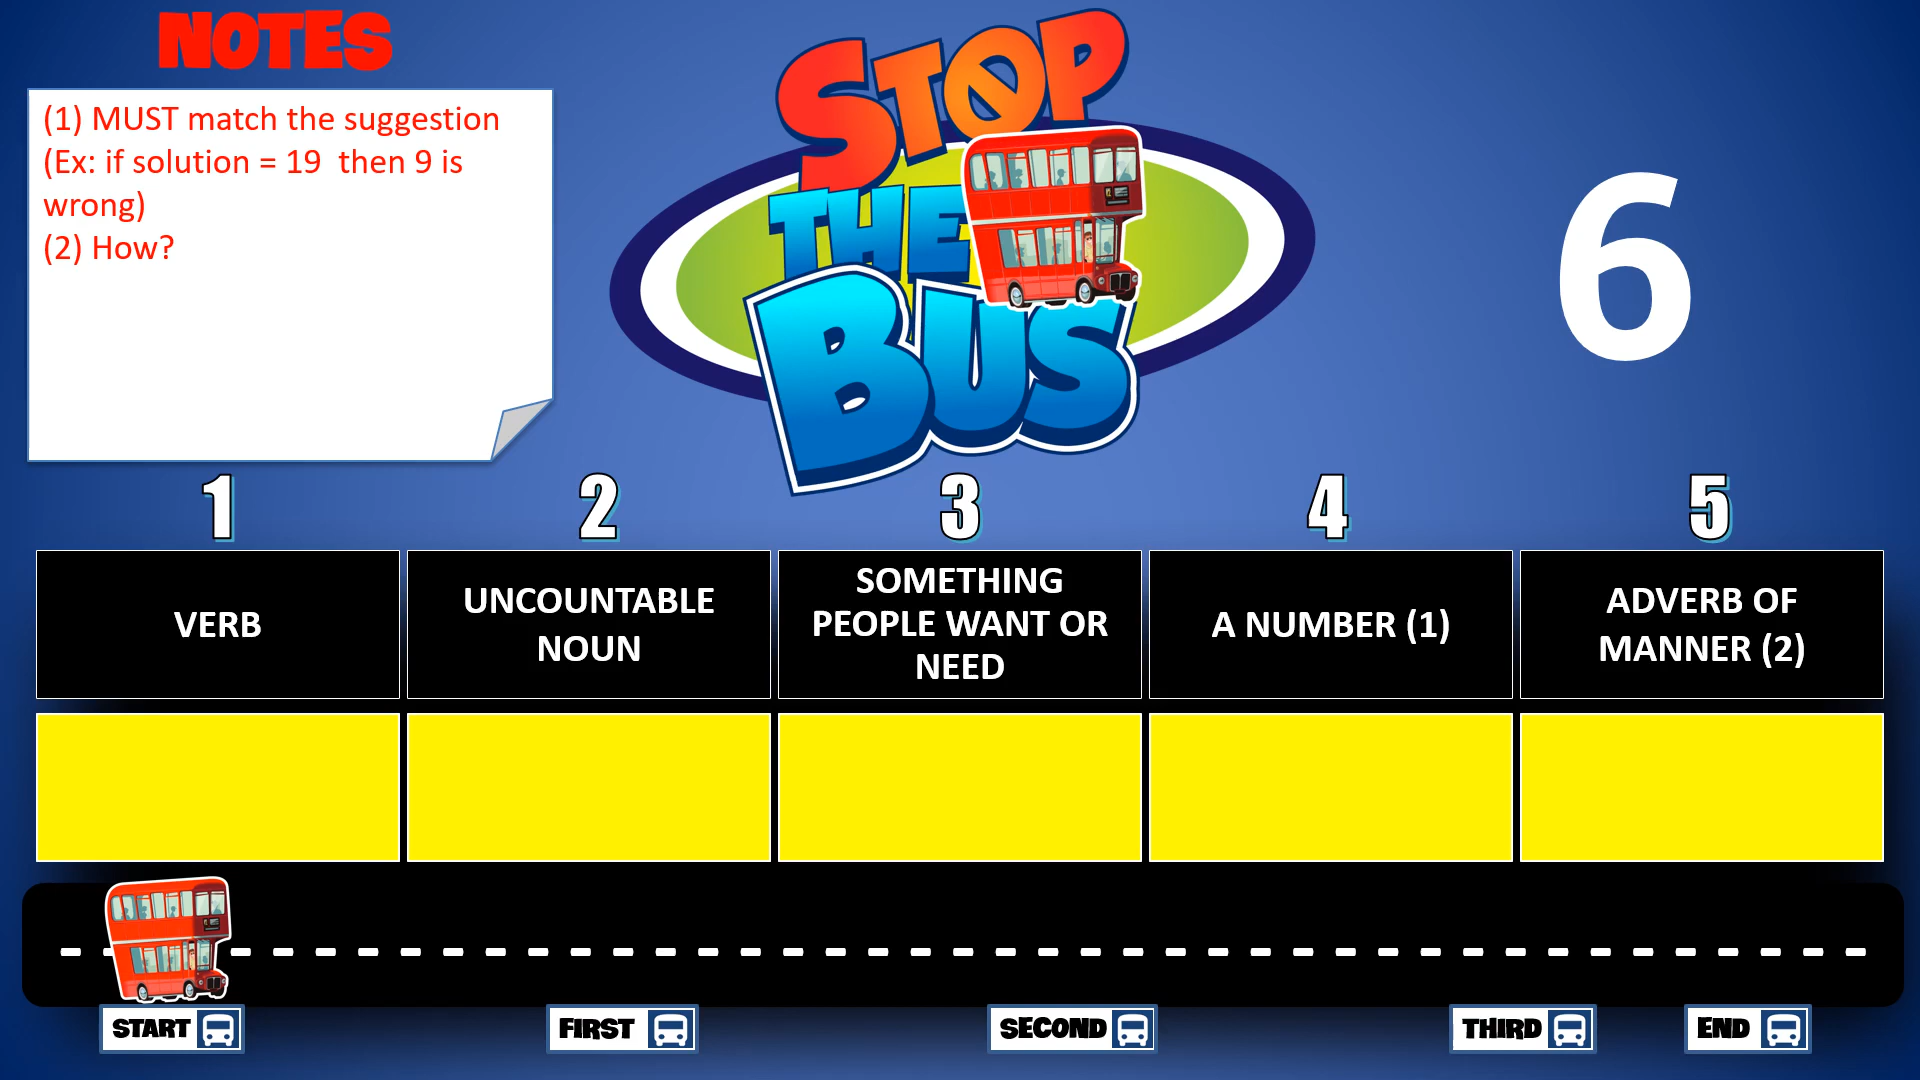 NOTES
(1) MUST match the suggestion
(Ex: if solution = 19  then 9 is
wrong)
(2) How?
STOP
THE
BUS
6
1
2
3
4
5
VERB
UNCOUNTABLE
NOUN
SOMETHING
PEOPLE WANT OR
NEED
A NUMBER (1)
ADVERB OF
MANNER (2)
START
FIRST
SECOND
THIRD
END